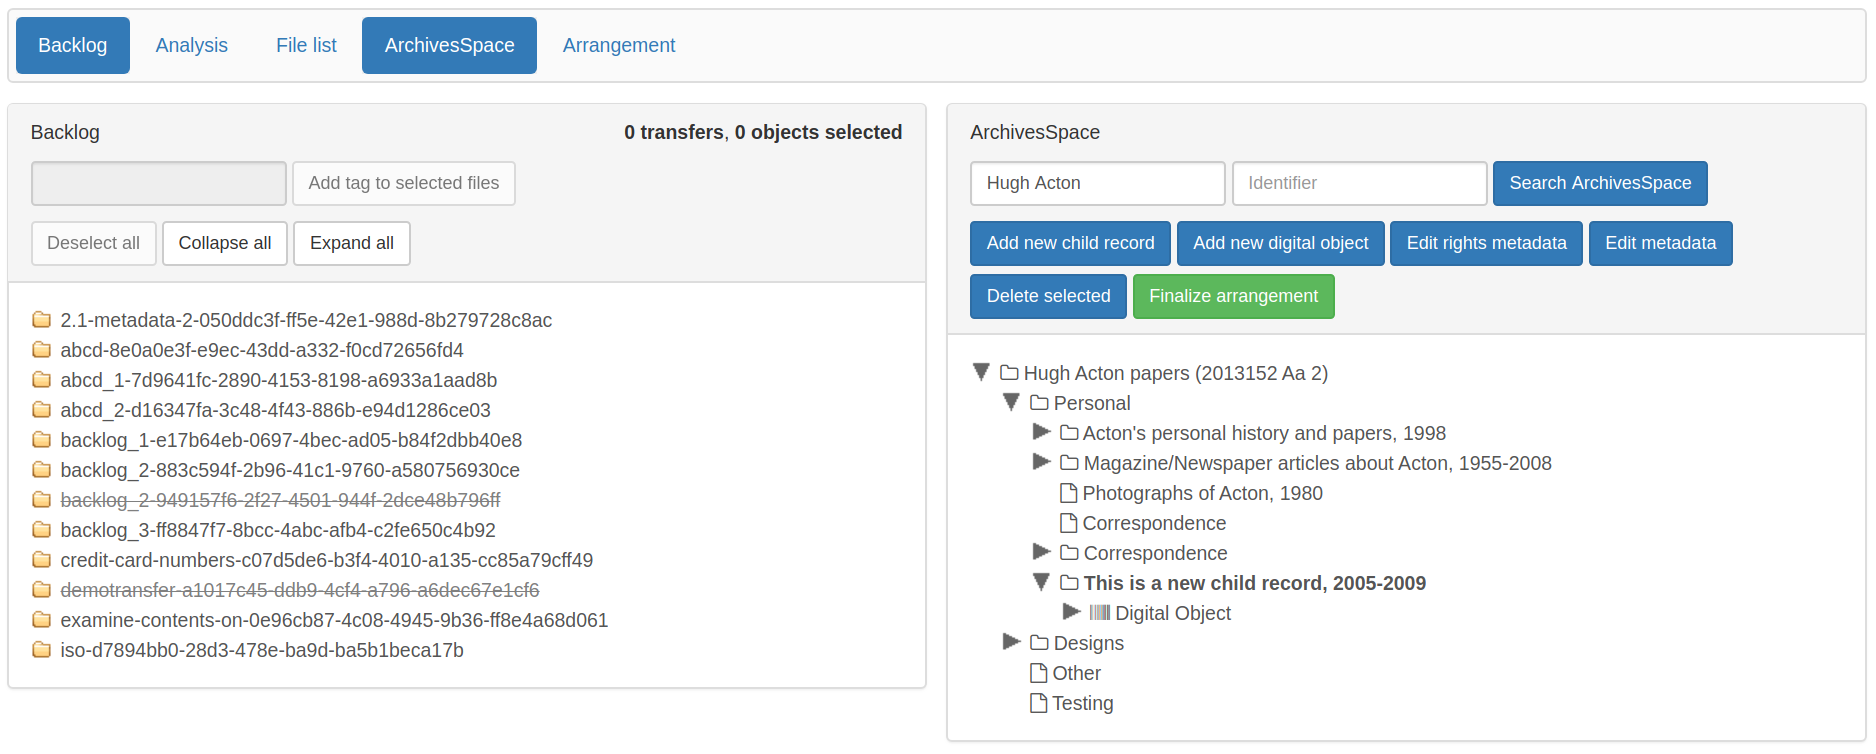 Backlog Analysis File list ArchivesSpace Arrangement
Backlog 0 transfers, 0 objects selected
Add tag to selected files
Deselect all Collapse all Expand all
2.1-metadata-2-050ddc3f-ff5e-42e1-988d-8b279728c8ac
abcd-8e0a0e3f-e9ec-43dd-a332-f0cd72656fd4
abcd_1-7d9641fc-2890-4153-8198-a6933a1aad8b
abcd_2-d16347fa-3c48-4f43-886b-e94d1286ce03
backlog_1-e17b64eb-0697-4bec-ad05-b84f2dbb40e8
backlog_2-883c594f-2b96-41c1-9760-a580756930ce
backlog_2-949157f6-2f27-4501-944f-2dce48b796ff
backlog_3-ff8847f7-8bcc-4abc-afb4-c2fe650c4b92
credit-card-numbers-c07d5de6-b3f4-4010-a135-cc85a79cff49
demotransfer-a1017c45-ddb9-4cf4-a796-a6dec67e1cf6
examine-contents-on-0e96cb87-4c08-4945-9b36-ff8e4a68d061
iso-d7894bb0-28d3-478e-ba9d-ba5b1beca17b
ArchivesSpace
Hugh Acton Identifier Search ArchivesSpace
Add new child record Add new digital object Edit rights metadata Edit metadata
Delete selected Finalize arrangement
Hugh Acton papers (2013152 Aa 2)
Personal
Acton's personal history and papers, 1998
Magazine/Newspaper articles about Acton, 1955-2008
Photographs of Acton, 1980
Correspondence
Correspondence
This is a new child record, 2005-2009
Digital Object
Designs
Other
Testing